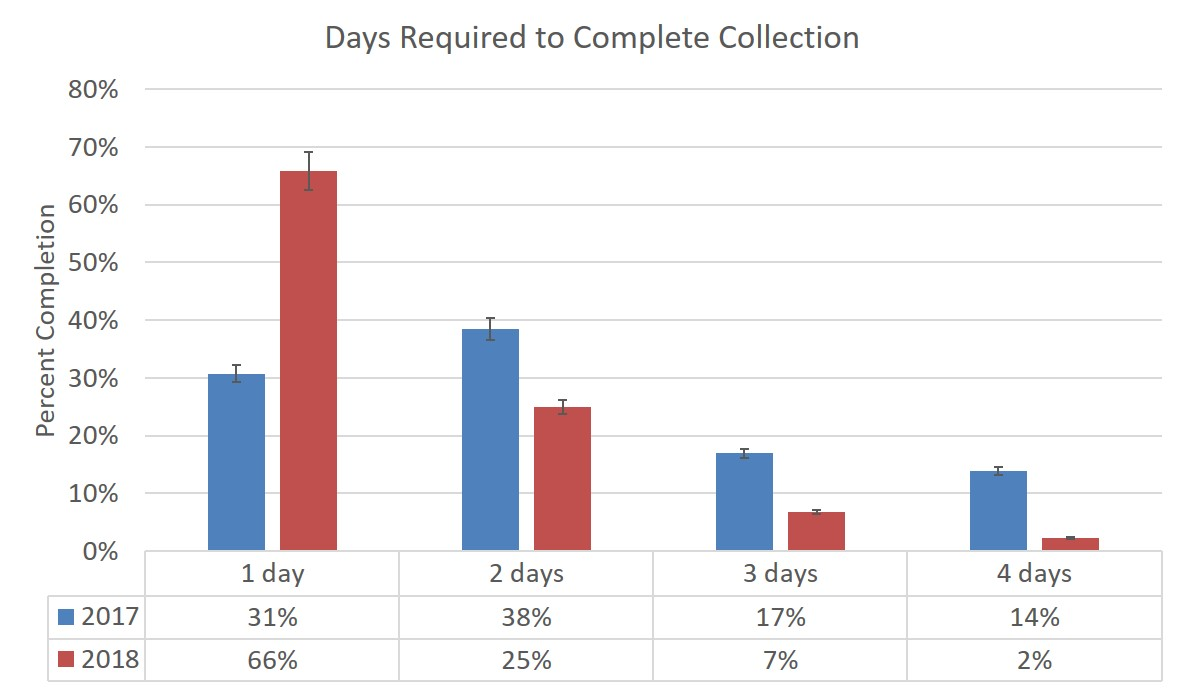 Days Required to Complete Collection
80%
70%
60%
50%
40%
30%
20%
10%
0%
Percent Completion
1 day 2 days 3 days 4 days
2017 31% 38% 17% 14%
2018 66% 25% 7% 2%